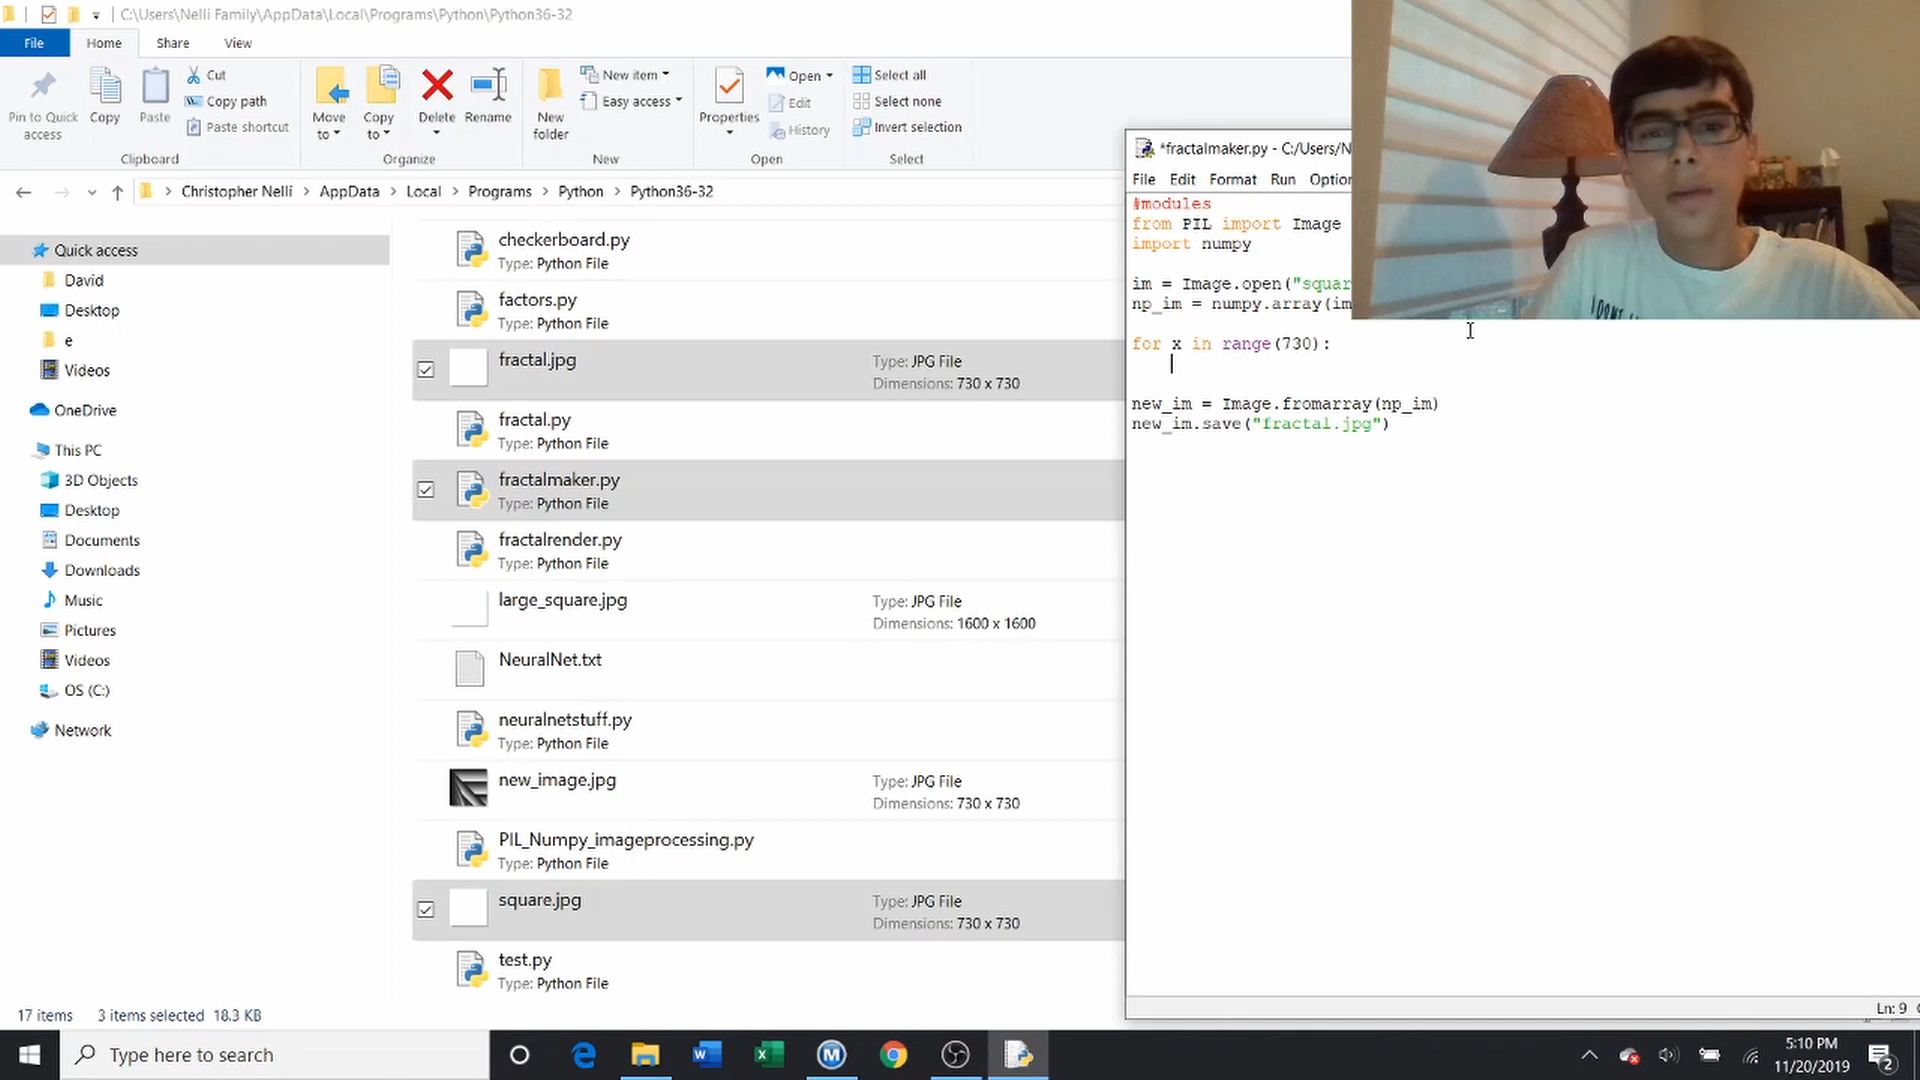 C:\Users\Nelli Family\AppData\Local\Programs\Python\Python36-32
File Home Share View
Pin to Quick access
Copy
Paste
Cut
Copy path
Paste shortcut
Clipboard
Move to
Copy to
Delete
Rename
Organize
New folder
New item
Easy access
New
Properties
Open
Edit
History
Open
Select all
Select none
Invert selection
Select
Christopher Nelli > AppData > Local > Programs > Python > Python36-32
Quick access
David
Desktop
e
Videos
OneDrive
This PC
3D Objects
Desktop
Documents
Downloads
Music
Pictures
Videos
OS (C:)
Network
checkerboard.py
Type: Python File
factors.py
Type: Python File
fractal.jpg
Type: JPG File
Dimensions: 730 x 730
fractal.py
Type: Python File
fractalmaker.py
Type: Python File
fractalrender.py
Type: Python File
large_square.jpg
Type: JPG File
Dimensions: 1600 x 1600
NeuralNet.txt
neuralnetstuff.py
Type: Python File
new_image.jpg
Type: JPG File
Dimensions: 730 x 730
PIL_Numpy_imageprocessing.py
Type: Python File
square.jpg
Type: JPG File
Dimensions: 730 x 730
test.py
Type: Python File
17 items 3 items selected 18.3 KB
*fractalmaker.py - C:/Users/N
File Edit Format Run Option
#modules
from PIL import Image
import numpy
im = Image.open("squar
np_im = numpy.array(im
for x in range(730):
new_im = Image.fromarray(np_im)
new_im.save("fractal.jpg")
Ln: 9
I DONT
Type here to search
5:10 PM
11/20/2019
2